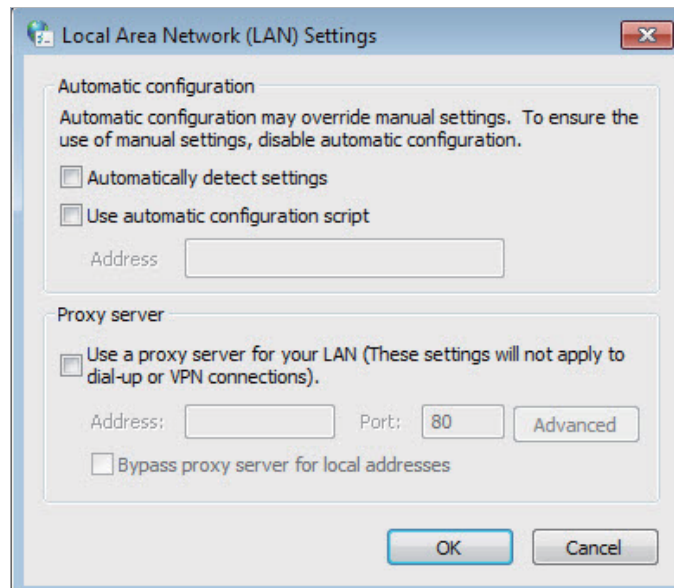 Local Area Network (LAN) Settings
Automatic configuration
Automatic configuration may override manual settings.  To ensure the
use of manual settings, disable automatic configuration.
Automatically detect settings
Use automatic configuration script
Address
Proxy server
Use a proxy server for your LAN (These settings will not apply to
dial-up or VPN connections).
Address: Port: 80 Advanced
Bypass proxy server for local addresses
OK Cancel